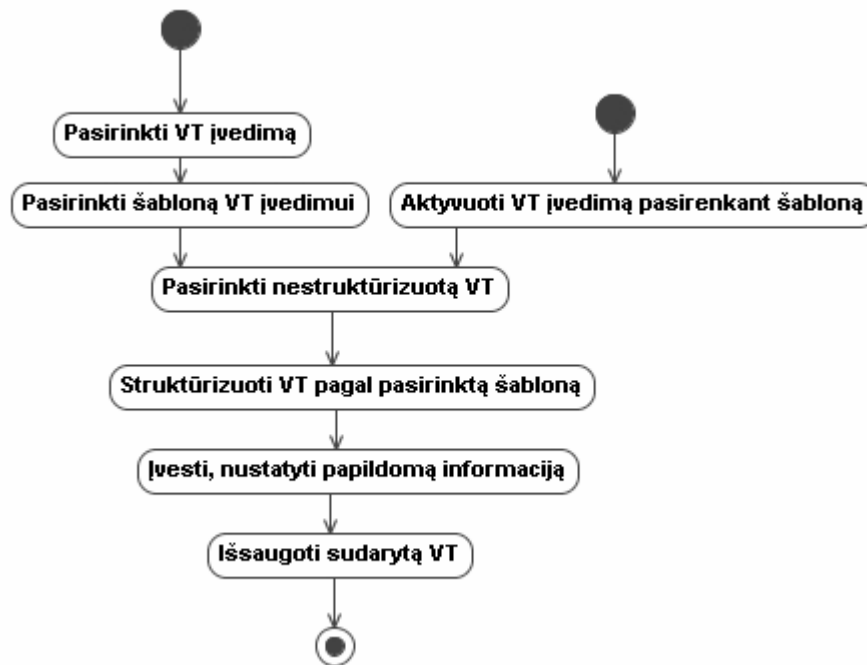 Pasirinkti VT įvedimą
Pasirinkti šabloną VT įvedimui
Aktyvuoti VT įvedimą pasirenkant šabloną
Pasirinkti nestruktūrizuotą VT
Struktūrizuoti VT pagal pasirinktą šabloną
Įvesti, nustatyti papildomą informaciją
Išsaugoti sudarytą VT